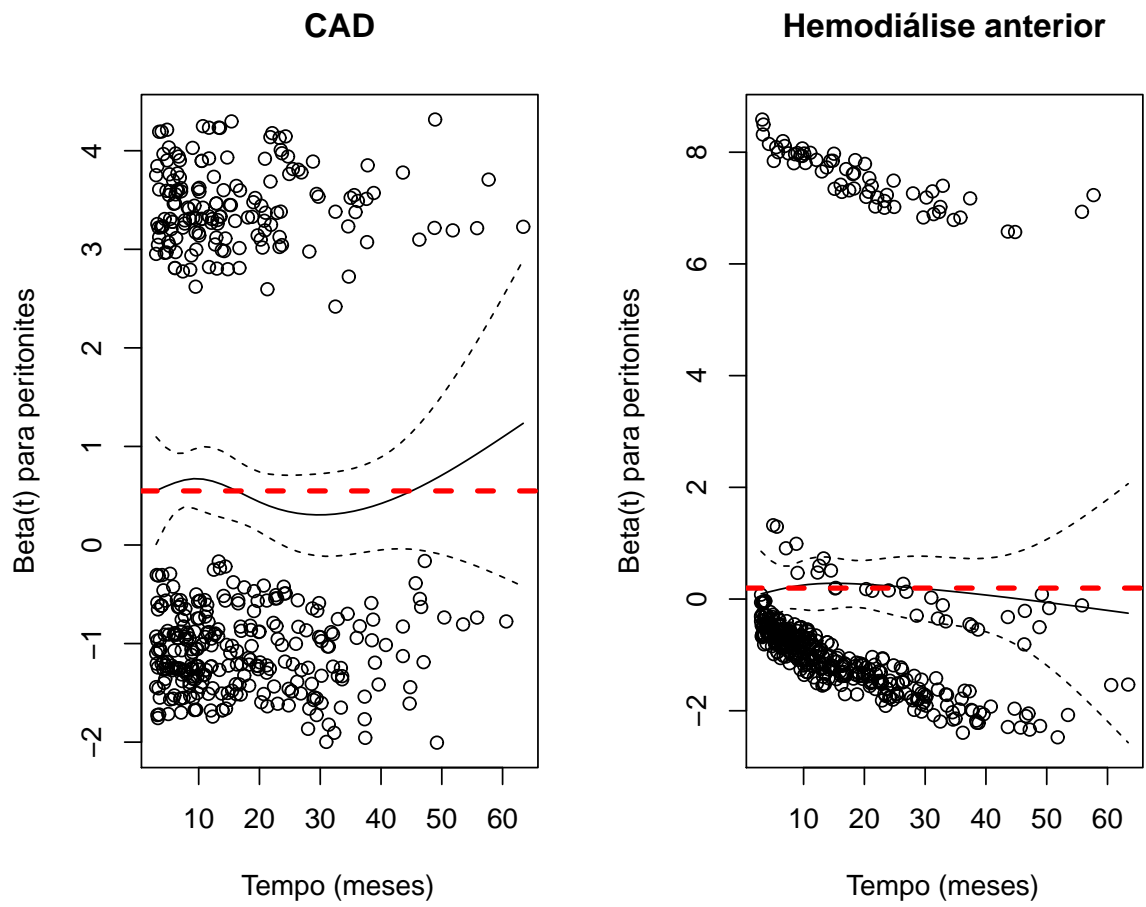 CAD
Beta(t) para peritonites
4
3
2
1
0
−1
−2
10 20 30 40 50 60
Tempo (meses)
Hemodiálise anterior
Beta(t) para peritonites
8
6
4
2
0
−2
10 20 30 40 50 60
Tempo (meses)